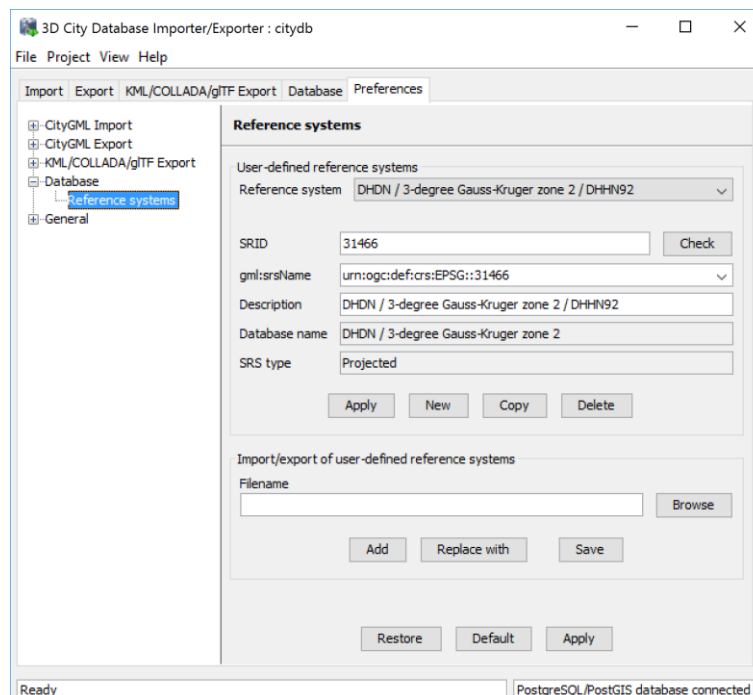 3D City Database Importer/Exporter : citydb
File Project View Help
Import Export KML/COLLADA/glTF Export Database Preferences
CityGML Import
CityGML Export
KML/COLLADA/glTF Export
Database
Reference systems
General
Reference systems
User-defined reference systems
Reference system DHDN / 3-degree Gauss-Kruger zone 2 / DHHN92
SRID 31466 Check
gml:srsName urn:ogc:def:crs:EPSG::31466
Description DHDN / 3-degree Gauss-Kruger zone 2 / DHHN92
Database name DHDN / 3-degree Gauss-Kruger zone 2
SRS type Projected
Apply New Copy Delete
Import/export of user-defined reference systems
Filename
Browse
Add Replace with Save
Restore Default Apply
Ready PostgreSQL/PostGIS database connected